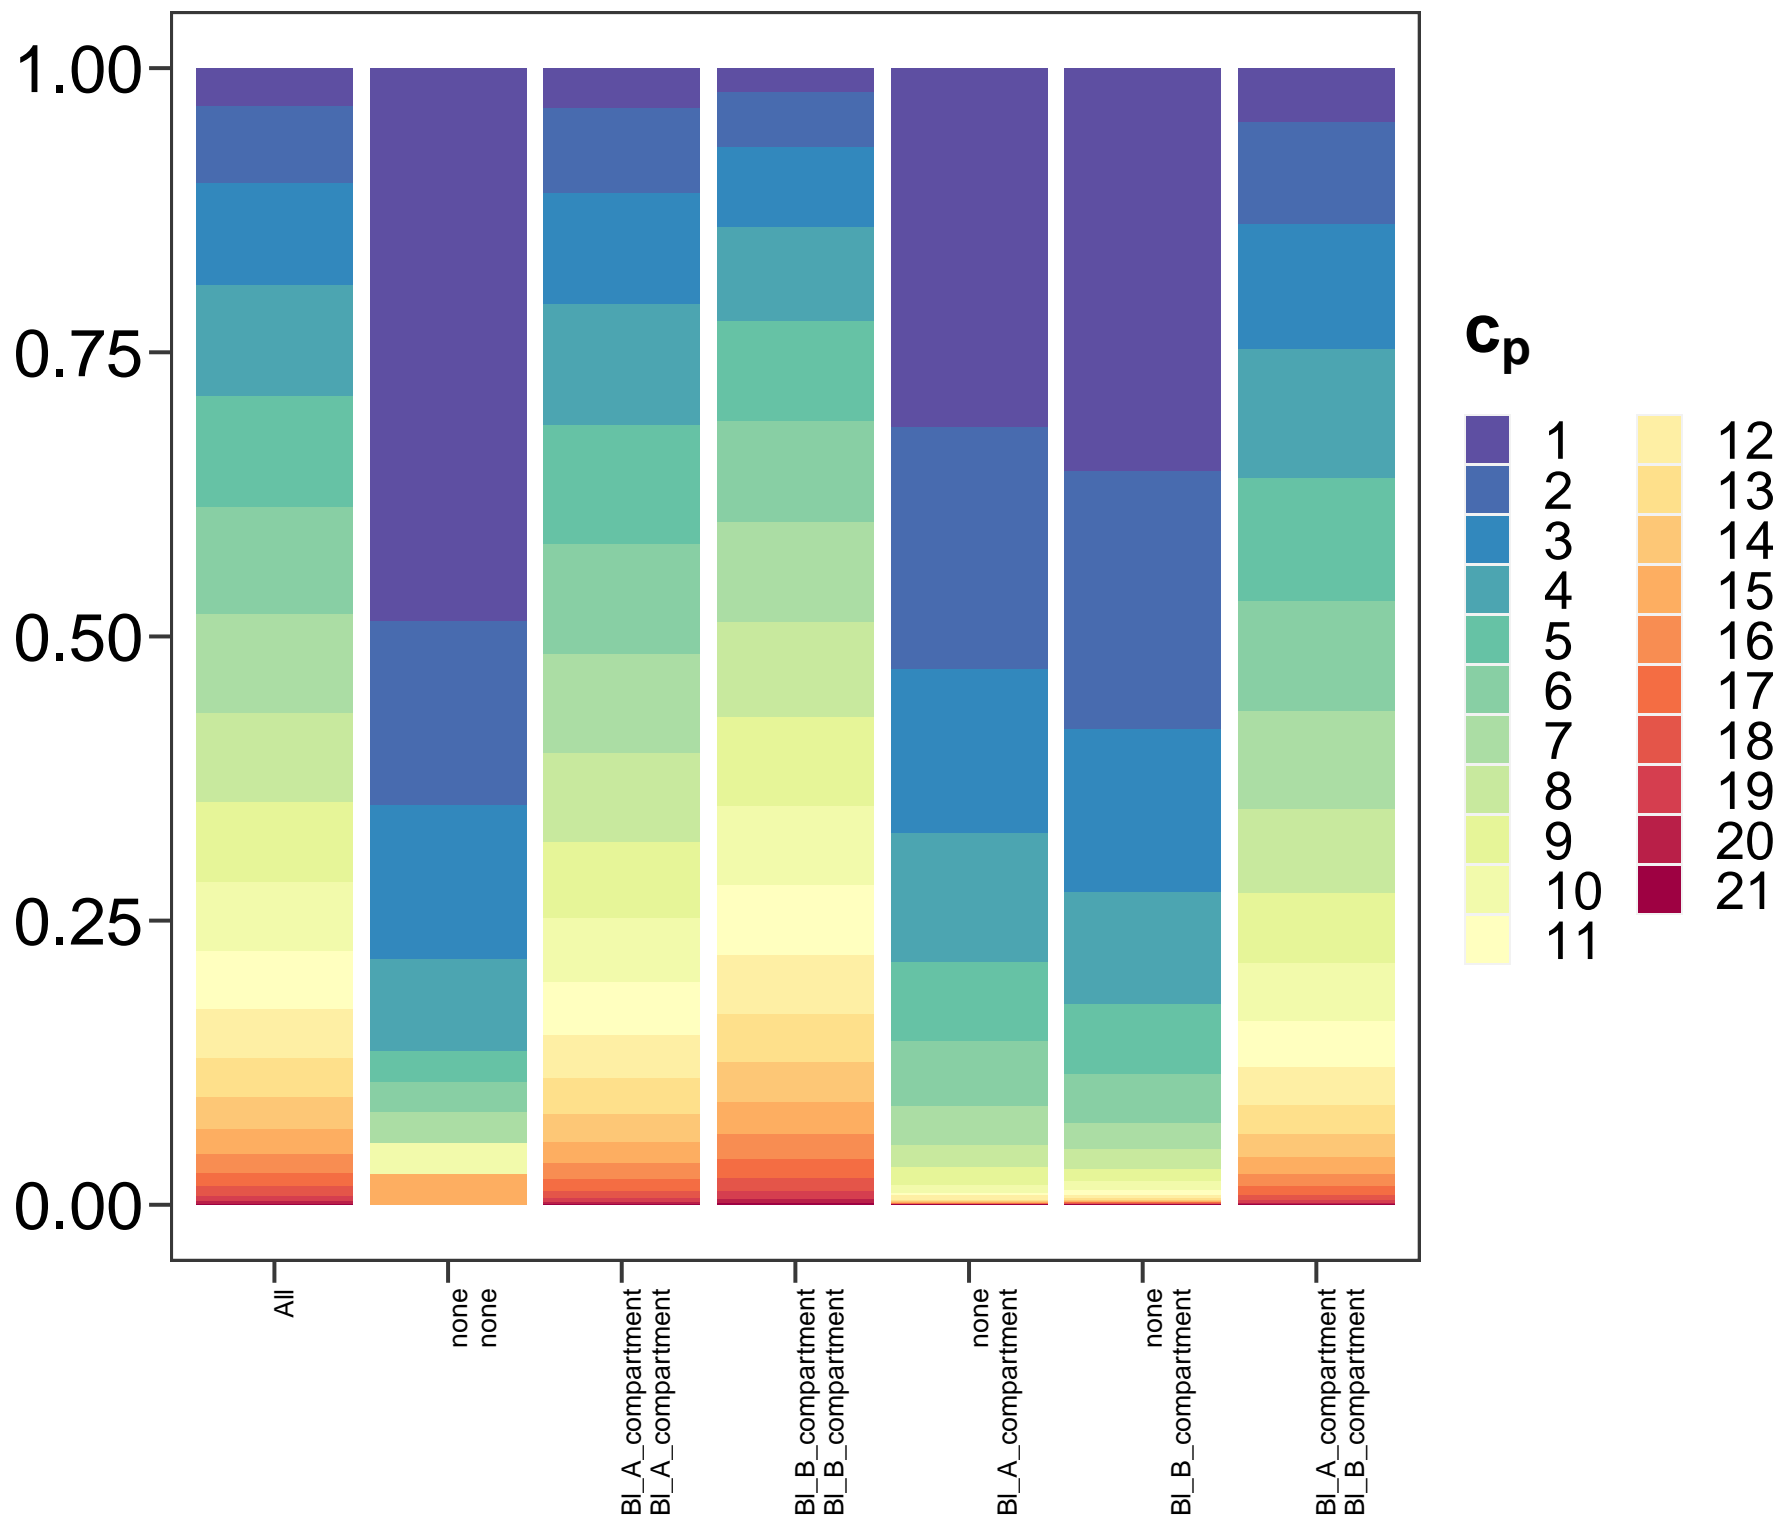 1.00
0.75
0.50
0.25
0.00
All
none
none
BI_A_compartment
BI_A_compartment
BI_B_compartment
BI_B_compartment
none
BI_A_compartment
none
BI_B_compartment
BI_A_compartment
BI_B_compartment
cp
1
2
3
4
5
6
7
8
9
10
11
12
13
14
15
16
17
18
19
20
21